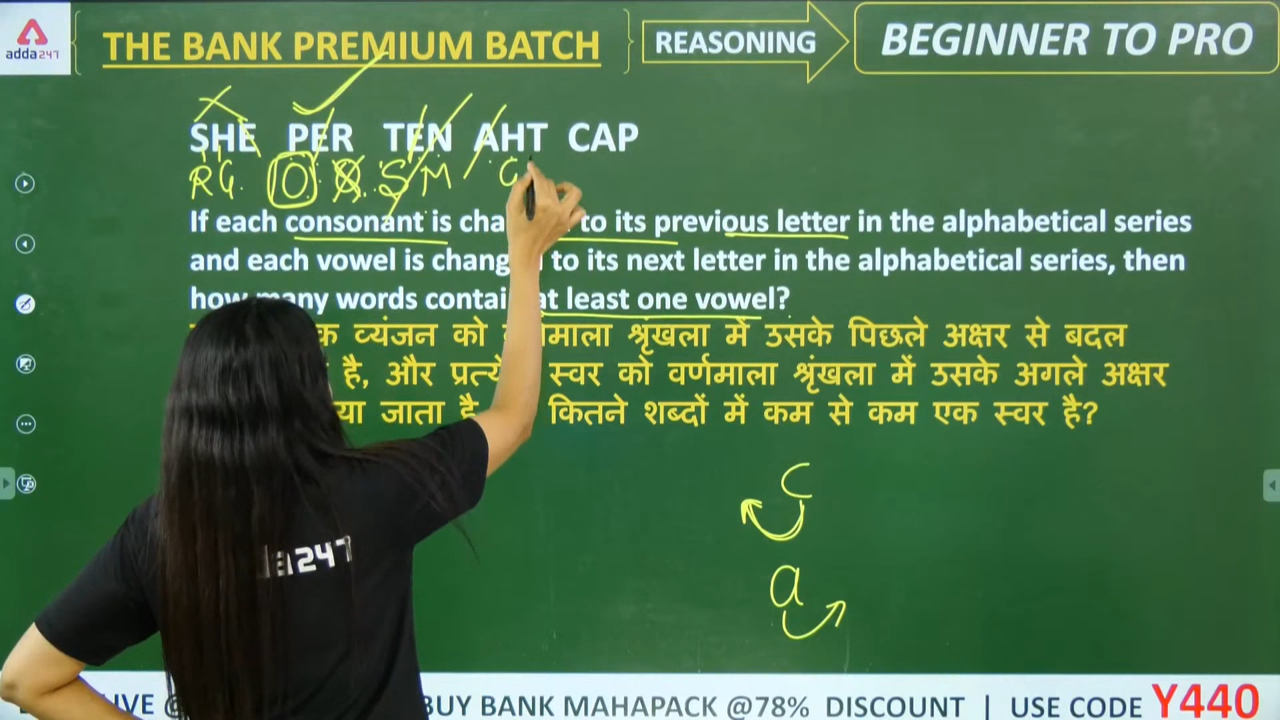 adda247
THE BANK PREMIUM BATCH
REASONING
BEGINNER TO PRO
SHE PER TEN AHT CAP
R G O Q S M G
If each consonant is to its previous letter in the alphabetical series
and each vowel is to its next letter in the alphabetical series, then
how many words at least one vowel?
व्यंजन को श्रृंखला में उसके पिछले अक्षर से बदल
है, और स्वर को वर्णमाला श्रृंखला में उसके अगले अक्षर
जाता है कितने शब्दों में कम से कम एक स्वर है?
C
a
247
BUY BANK MAHAPACK @78% DISCOUNT | USE CODE Y440